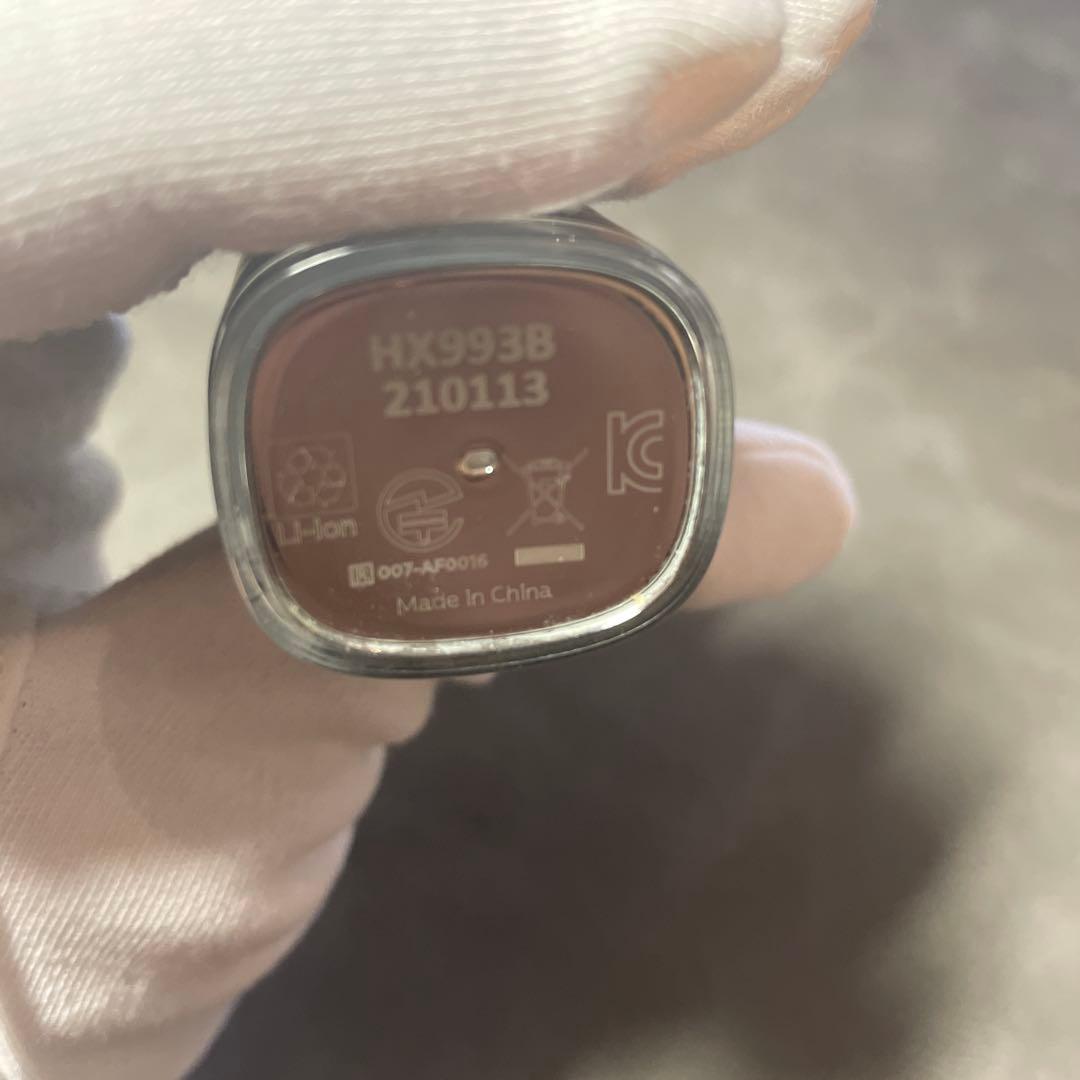 HX993B
210113
Li-Ion
R 007-AF0016
Made in China